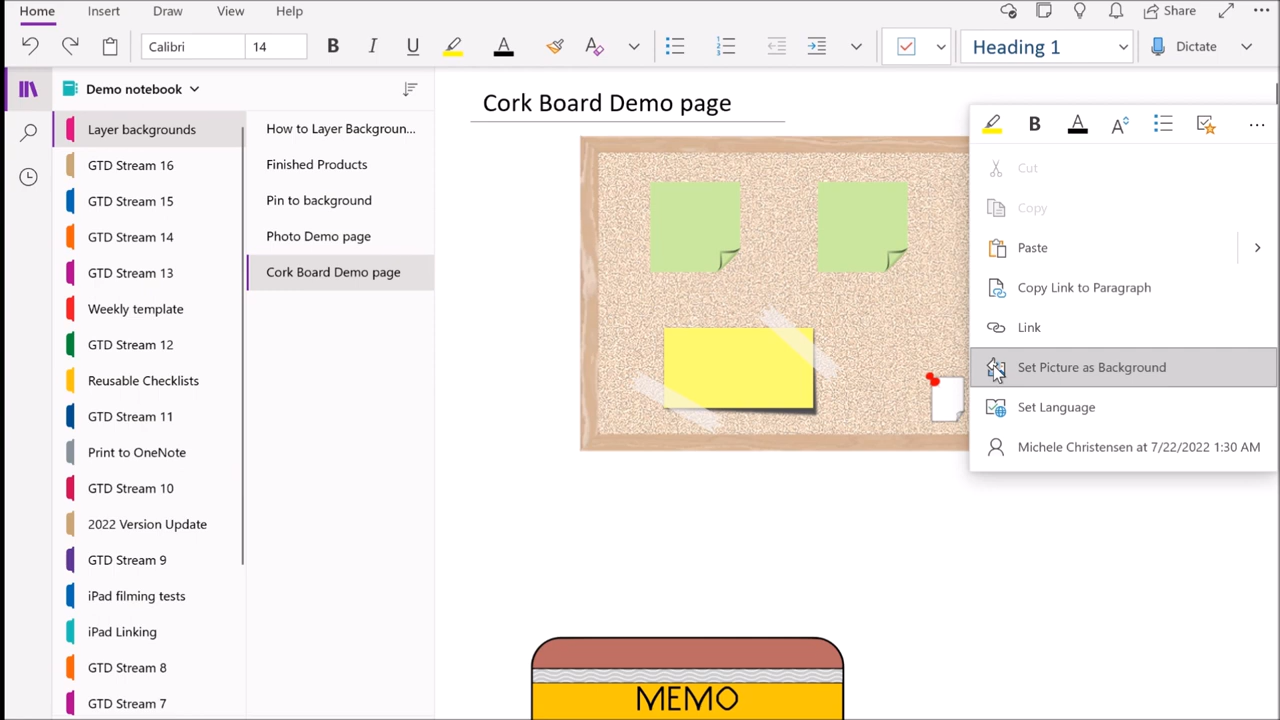 Home Insert Draw View Help
Share
Calibri 14 B I U A A Heading 1 Dictate
Demo notebook
Layer backgrounds
GTD Stream 16
GTD Stream 15
GTD Stream 14
GTD Stream 13
Weekly template
GTD Stream 12
Reusable Checklists
GTD Stream 11
Print to OneNote
GTD Stream 10
2022 Version Update
GTD Stream 9
iPad filming tests
iPad Linking
GTD Stream 8
GTD Stream 7
How to Layer Backgroun...
Finished Products
Pin to background
Photo Demo page
Cork Board Demo page
Cork Board Demo page
B A A
Cut
Copy
Paste
Copy Link to Paragraph
Link
Set Picture as Background
Set Language
Michele Christensen at 7/22/2022 1:30 AM
MEMO